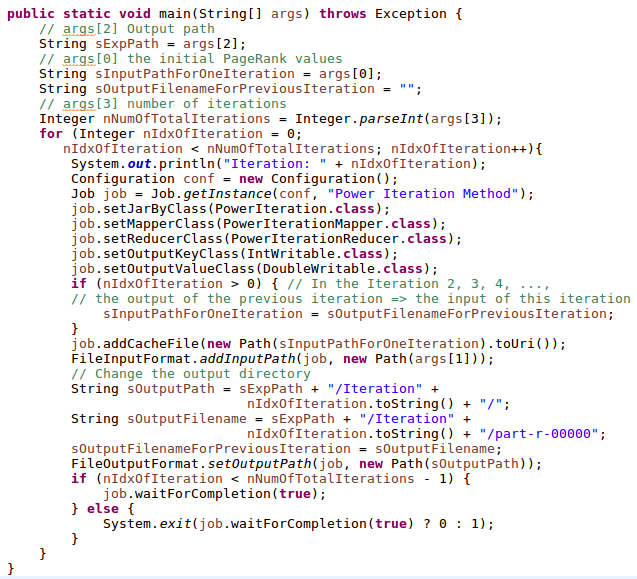 public static void main(String[] args) throws Exception {
    // args[2] Output path
    String sExpPath = args[2];
    // args[0] the initial PageRank values
    String sInputPathForOneIteration = args[0];
    String sOutputFilenameForPreviousIteration = "";
    // args[3] number of iterations
    Integer nNumOfTotalIterations = Integer.parseInt(args[3]);
    for (Integer nIdxOfIteration = 0;
       nIdxOfIteration < nNumOfTotalIterations; nIdxOfIteration++){
        System.out.println("Iteration: " + nIdxOfIteration);
        Configuration conf = new Configuration();
        Job job = Job.getInstance(conf, "Power Iteration Method");
        job.setJarByClass(PowerIteration.class);
        job.setMapperClass(PowerIterationMapper.class);
        job.setReducerClass(PowerIterationReducer.class);
        job.setOutputKeyClass(IntWritable.class);
        job.setOutputValueClass(DoubleWritable.class);
        if (nIdxOfIteration > 0) { // In the Iteration 2, 3, 4, ...,
        // the output of the previous iteration => the input of this iteration
            sInputPathForOneIteration = sOutputFilenameForPreviousIteration;
        }
        job.addCacheFile(new Path(sInputPathForOneIteration).toUri());
        FileInputFormat.addInputPath(job, new Path(args[1]));
        // Change the output directory
        String sOutputPath = sExpPath + "/Iteration" +
                              nIdxOfIteration.toString() + "/";
        String sOutputFilename = sExpPath + "/Iteration" +
                              nIdxOfIteration.toString() + "/part-r-00000";
        sOutputFilenameForPreviousIteration = sOutputFilename;
        FileOutputFormat.setOutputPath(job, new Path(sOutputPath));
        if (nIdxOfIteration < nNumOfTotalIterations - 1) {
            job.waitForCompletion(true);
        } else {
            System.exit(job.waitForCompletion(true) ? 0 : 1);
        }
    }
}